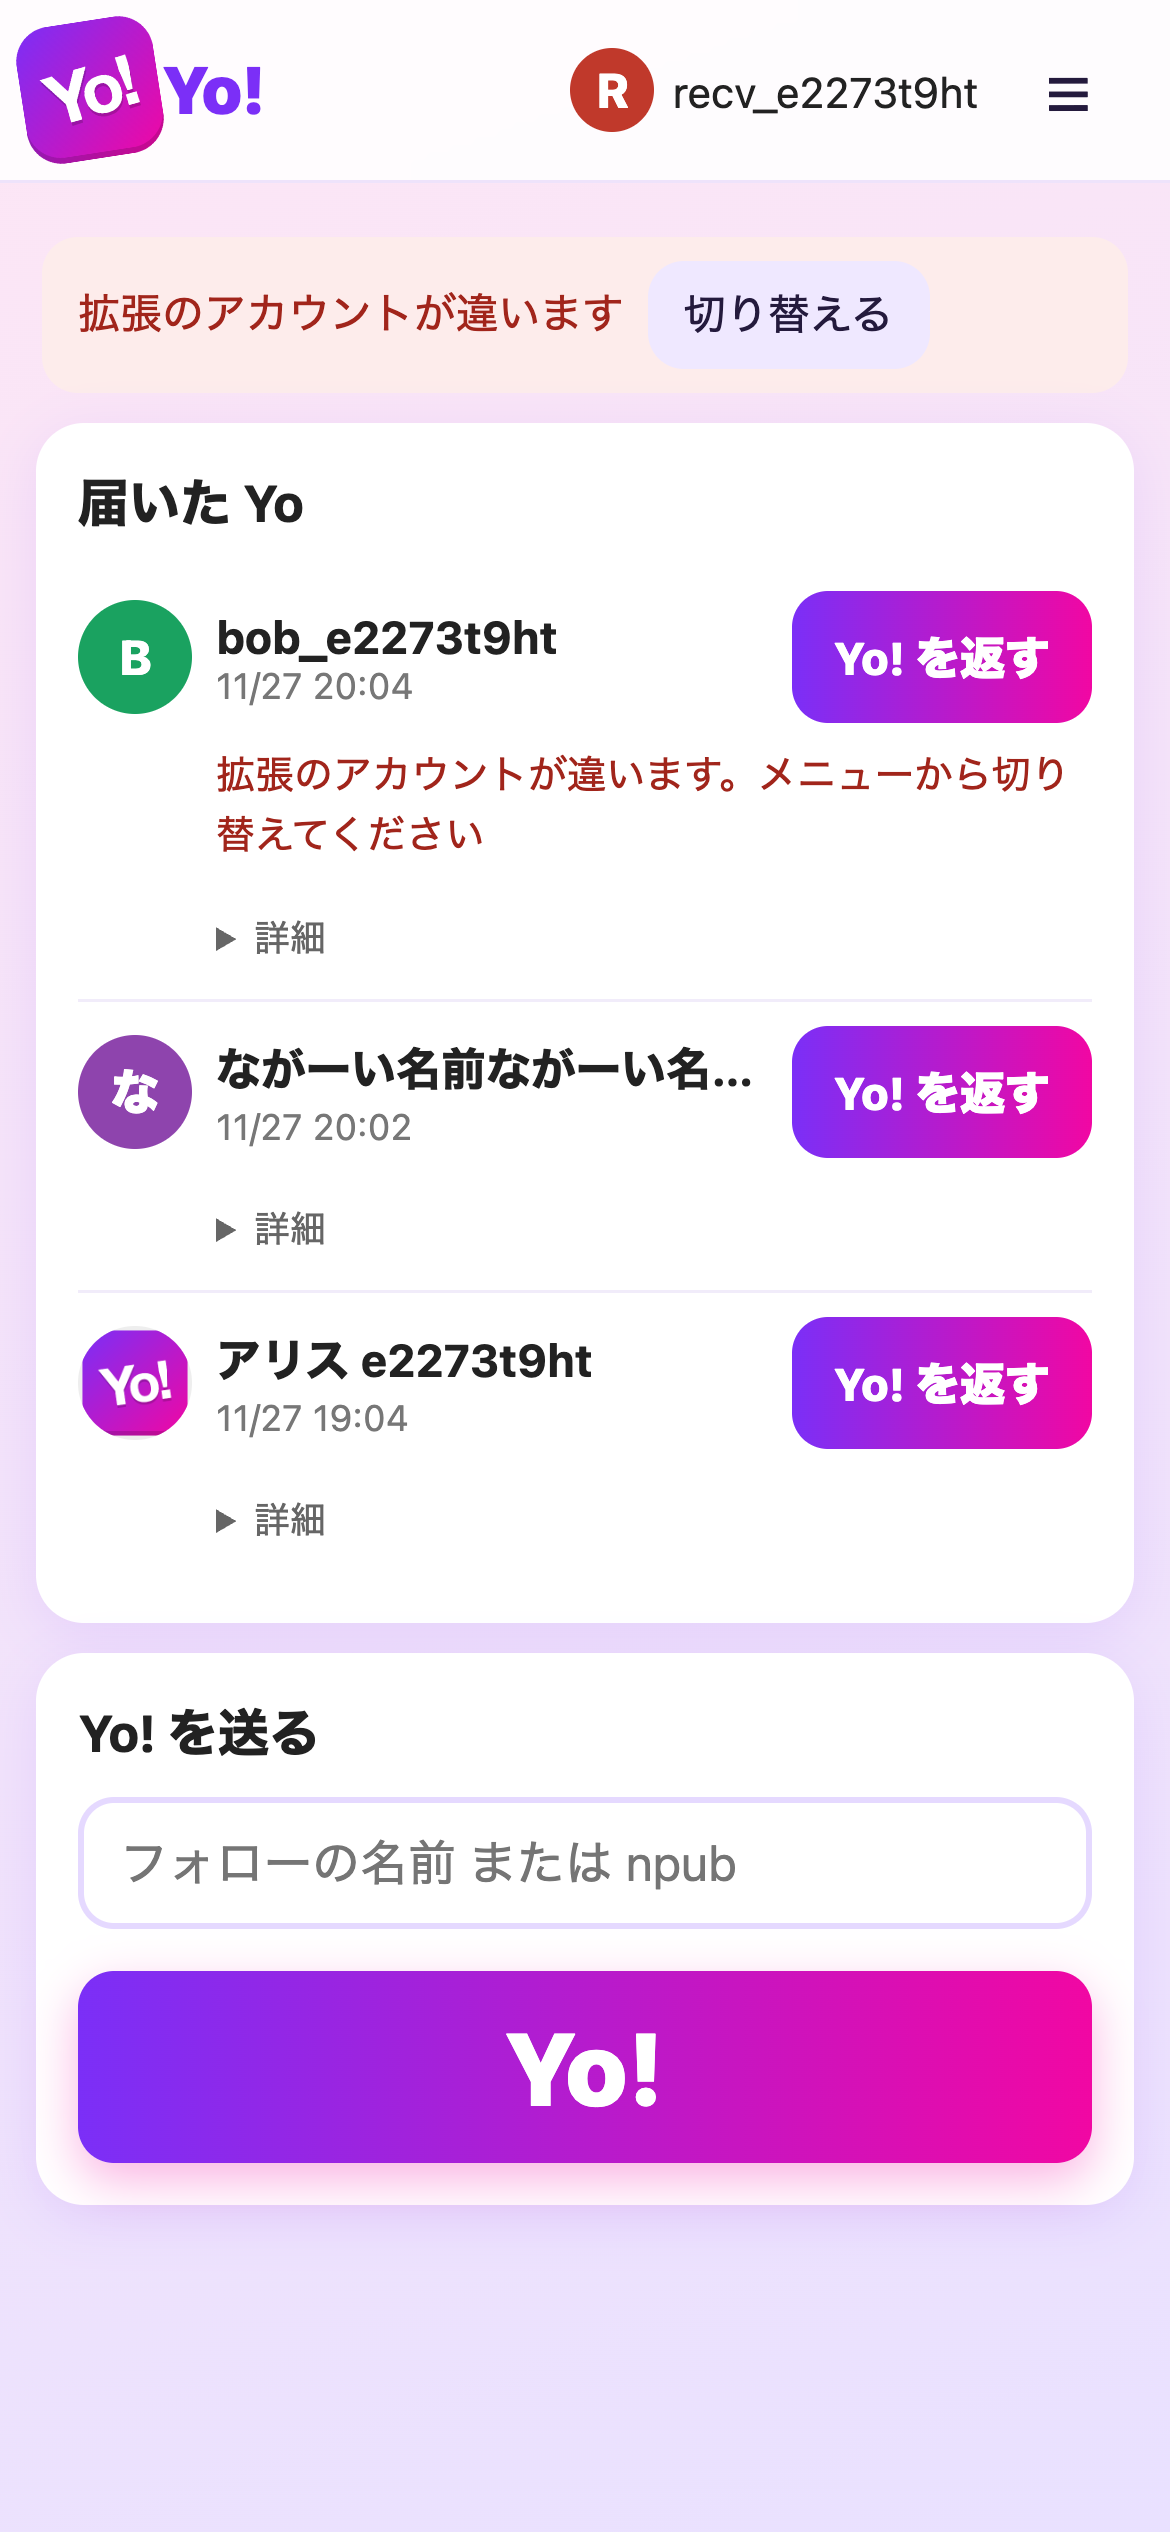 Yo!
Yo!
R
recv_e2273t9ht
拡張のアカウントが違います
切り替える
届いた Yo
B
bob_e2273t9ht
11/27 20:04
Yo! を返す
拡張のアカウントが違います。メニューから切り
替えてください
▶ 詳細
な
ながーい名前ながーい名...
11/27 20:02
Yo! を返す
▶ 詳細
Yo!
アリス e2273t9ht
11/27 19:04
Yo! を返す
▶ 詳細
Yo! を送る
フォローの名前 または npub
Yo!